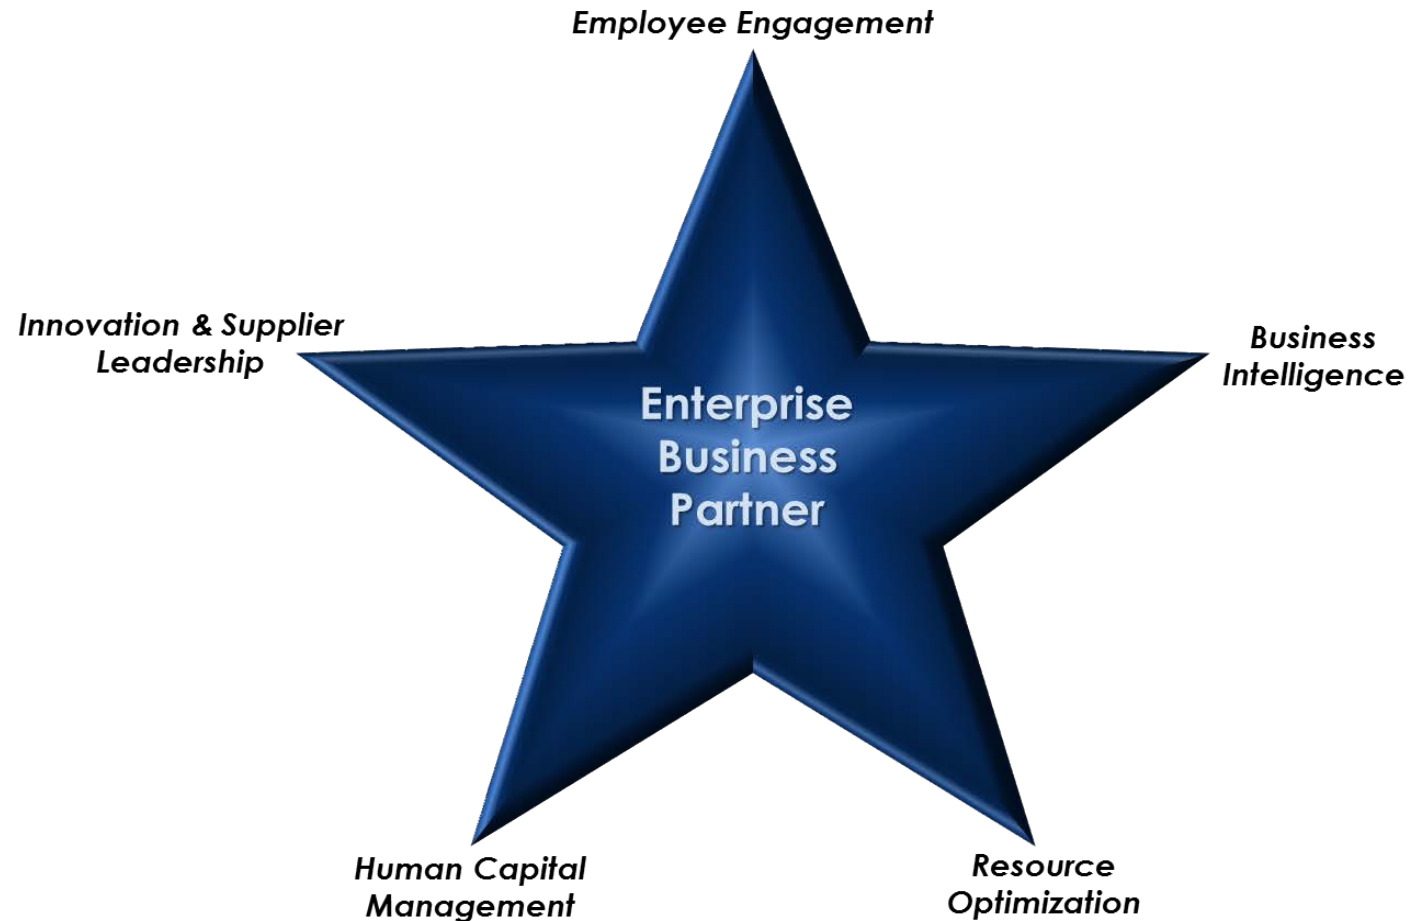 Employee Engagement
Innovation & Supplier
Leadership
Business
Intelligence
Enterprise
Business
Partner
Human Capital
Management
Resource
Optimization